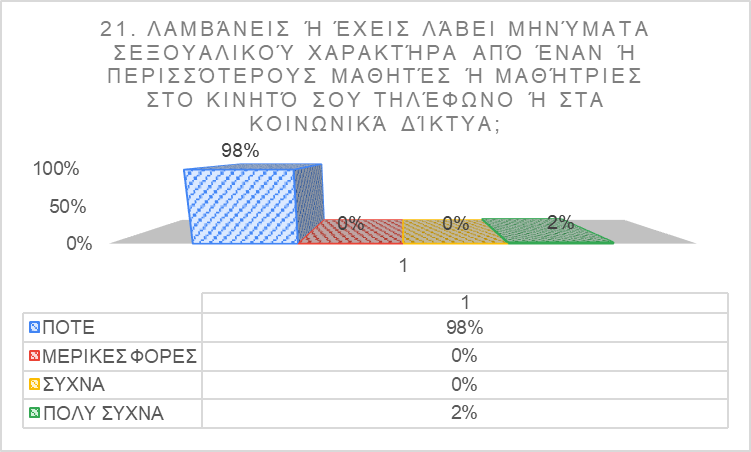 21. ΛΑΜΒΆΝΕΙΣ Ή ΈΧΕΙΣ ΛΆΒΕΙ ΜΗΝΎΜΑΤΑ
ΣΕΞΟΥΑΛΙΚΟΎ ΧΑΡΑΚΤΉΡΑ ΑΠΌ ΈΝΑΝ Ή
ΠΕΡΙΣΣΌΤΕΡΟΥΣ ΜΑΘΗΤΈΣ Ή ΜΑΘΉΤΡΙΕΣ
ΣΤΟ ΚΙΝΗΤΌ ΣΟΥ ΤΗΛΈΦΩΝΟ Ή ΣΤΑ
ΚΟΙΝΩΝΙΚΆ ΔΊΚΤΥΑ;
98%
100%
50%
0%
0%
0%
2%
1
1
ΠΟΤΕ 98%
ΜΕΡΙΚΕΣ ΦΟΡΕΣ 0%
ΣΥΧΝΑ 0%
ΠΟΛΥ ΣΥΧΝΑ 2%